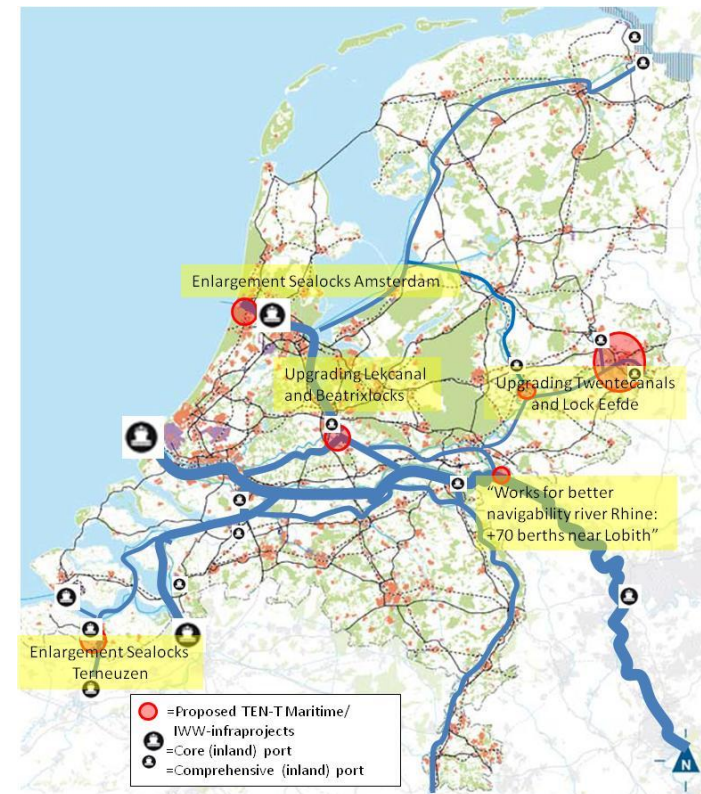 Enlargement Sealocks Amsterdam
Upgrading Lekcanal
and Beatrixlocks
Upgrading Twentecanals
and Lock Eefde
“Works for better
navigability river Rhine:
+70 berths near Lobith”
Enlargement Sealocks
Terneuzen
=Proposed TEN-T Maritime/
IWW-infraprojects
=Core (inland) port
=Comprehensive (inland) port
N